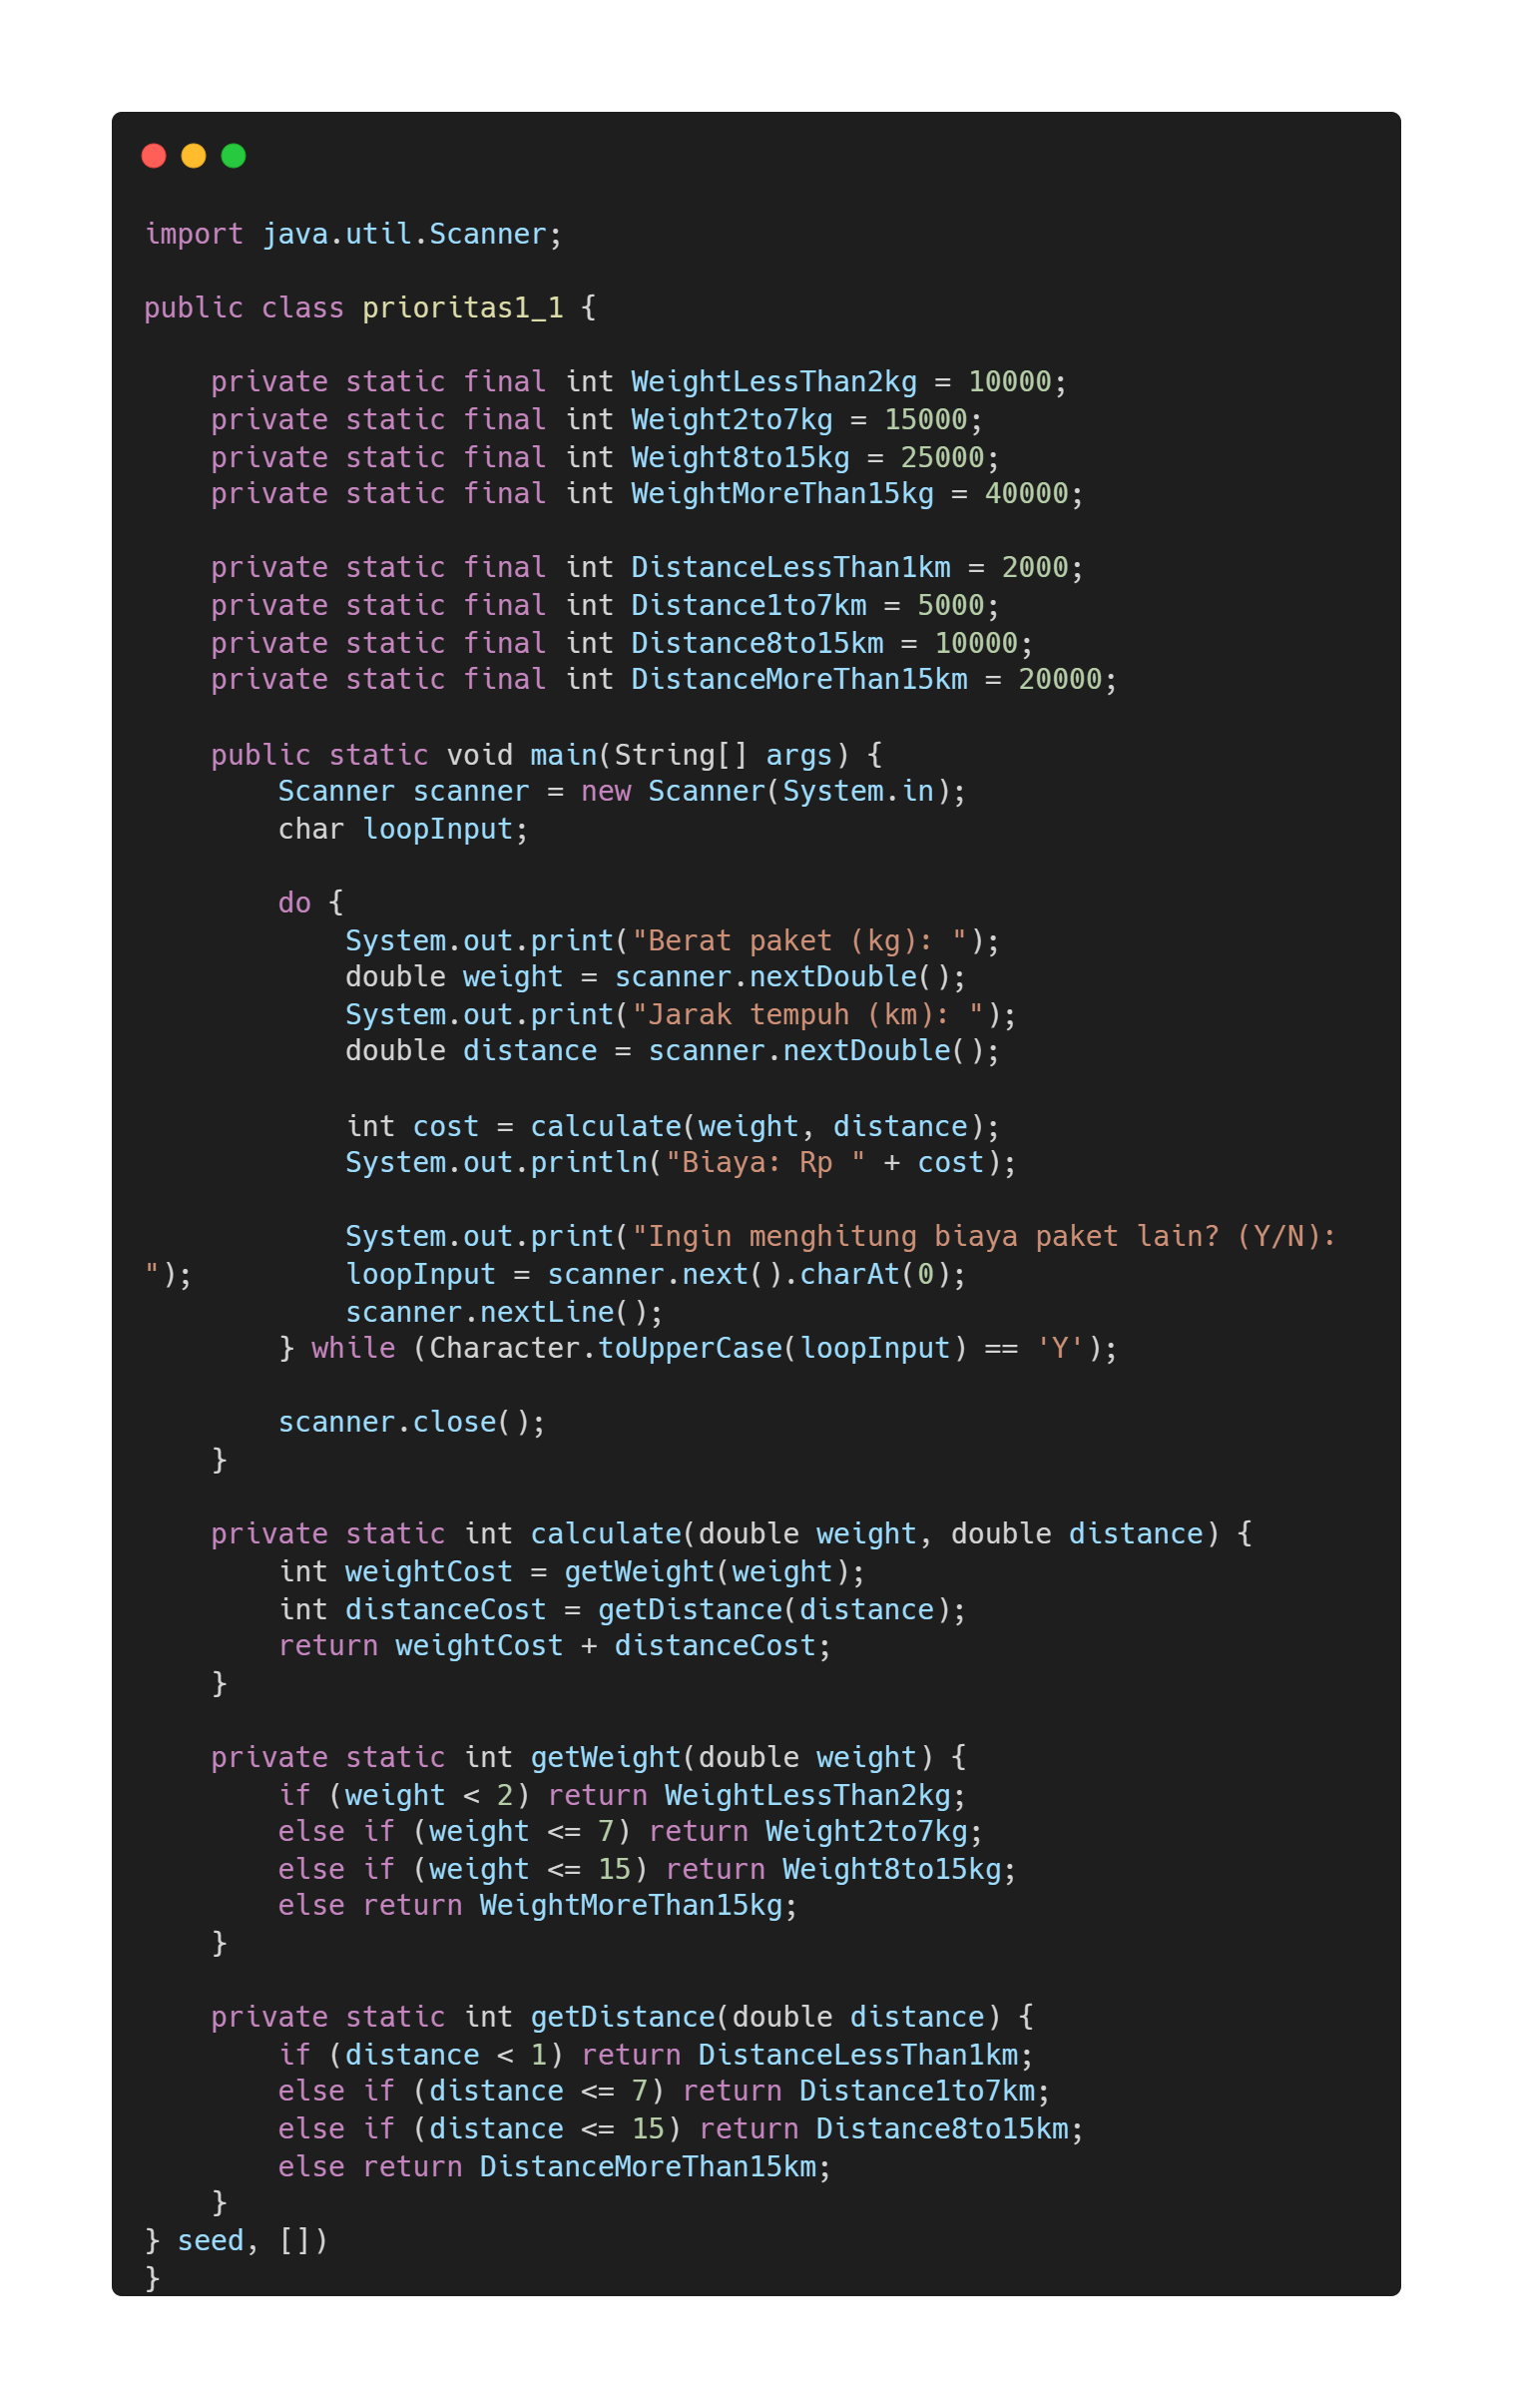 import java.util.Scanner;

public class prioritas1_1 {

    private static final int WeightLessThan2kg = 10000;
    private static final int Weight2to7kg = 15000;
    private static final int Weight8to15kg = 25000;
    private static final int WeightMoreThan15kg = 40000;

    private static final int DistanceLessThan1km = 2000;
    private static final int Distance1to7km = 5000;
    private static final int Distance8to15km = 10000;
    private static final int DistanceMoreThan15km = 20000;

    public static void main(String[] args) {
        Scanner scanner = new Scanner(System.in);
        char loopInput;

        do {
            System.out.print("Berat paket (kg): ");
            double weight = scanner.nextDouble();
            System.out.print("Jarak tempuh (km): ");
            double distance = scanner.nextDouble();

            int cost = calculate(weight, distance);
            System.out.println("Biaya: Rp " + cost);

            System.out.print("Ingin menghitung biaya paket lain? (Y/N):
");         loopInput = scanner.next().charAt(0);
            scanner.nextLine();
        } while (Character.toUpperCase(loopInput) == 'Y');

        scanner.close();
    }

    private static int calculate(double weight, double distance) {
        int weightCost = getWeight(weight);
        int distanceCost = getDistance(distance);
        return weightCost + distanceCost;
    }

    private static int getWeight(double weight) {
        if (weight < 2) return WeightLessThan2kg;
        else if (weight <= 7) return Weight2to7kg;
        else if (weight <= 15) return Weight8to15kg;
        else return WeightMoreThan15kg;
    }

    private static int getDistance(double distance) {
        if (distance < 1) return DistanceLessThan1km;
        else if (distance <= 7) return Distance1to7km;
        else if (distance <= 15) return Distance8to15km;
        else return DistanceMoreThan15km;
    }
} seed, [])
}